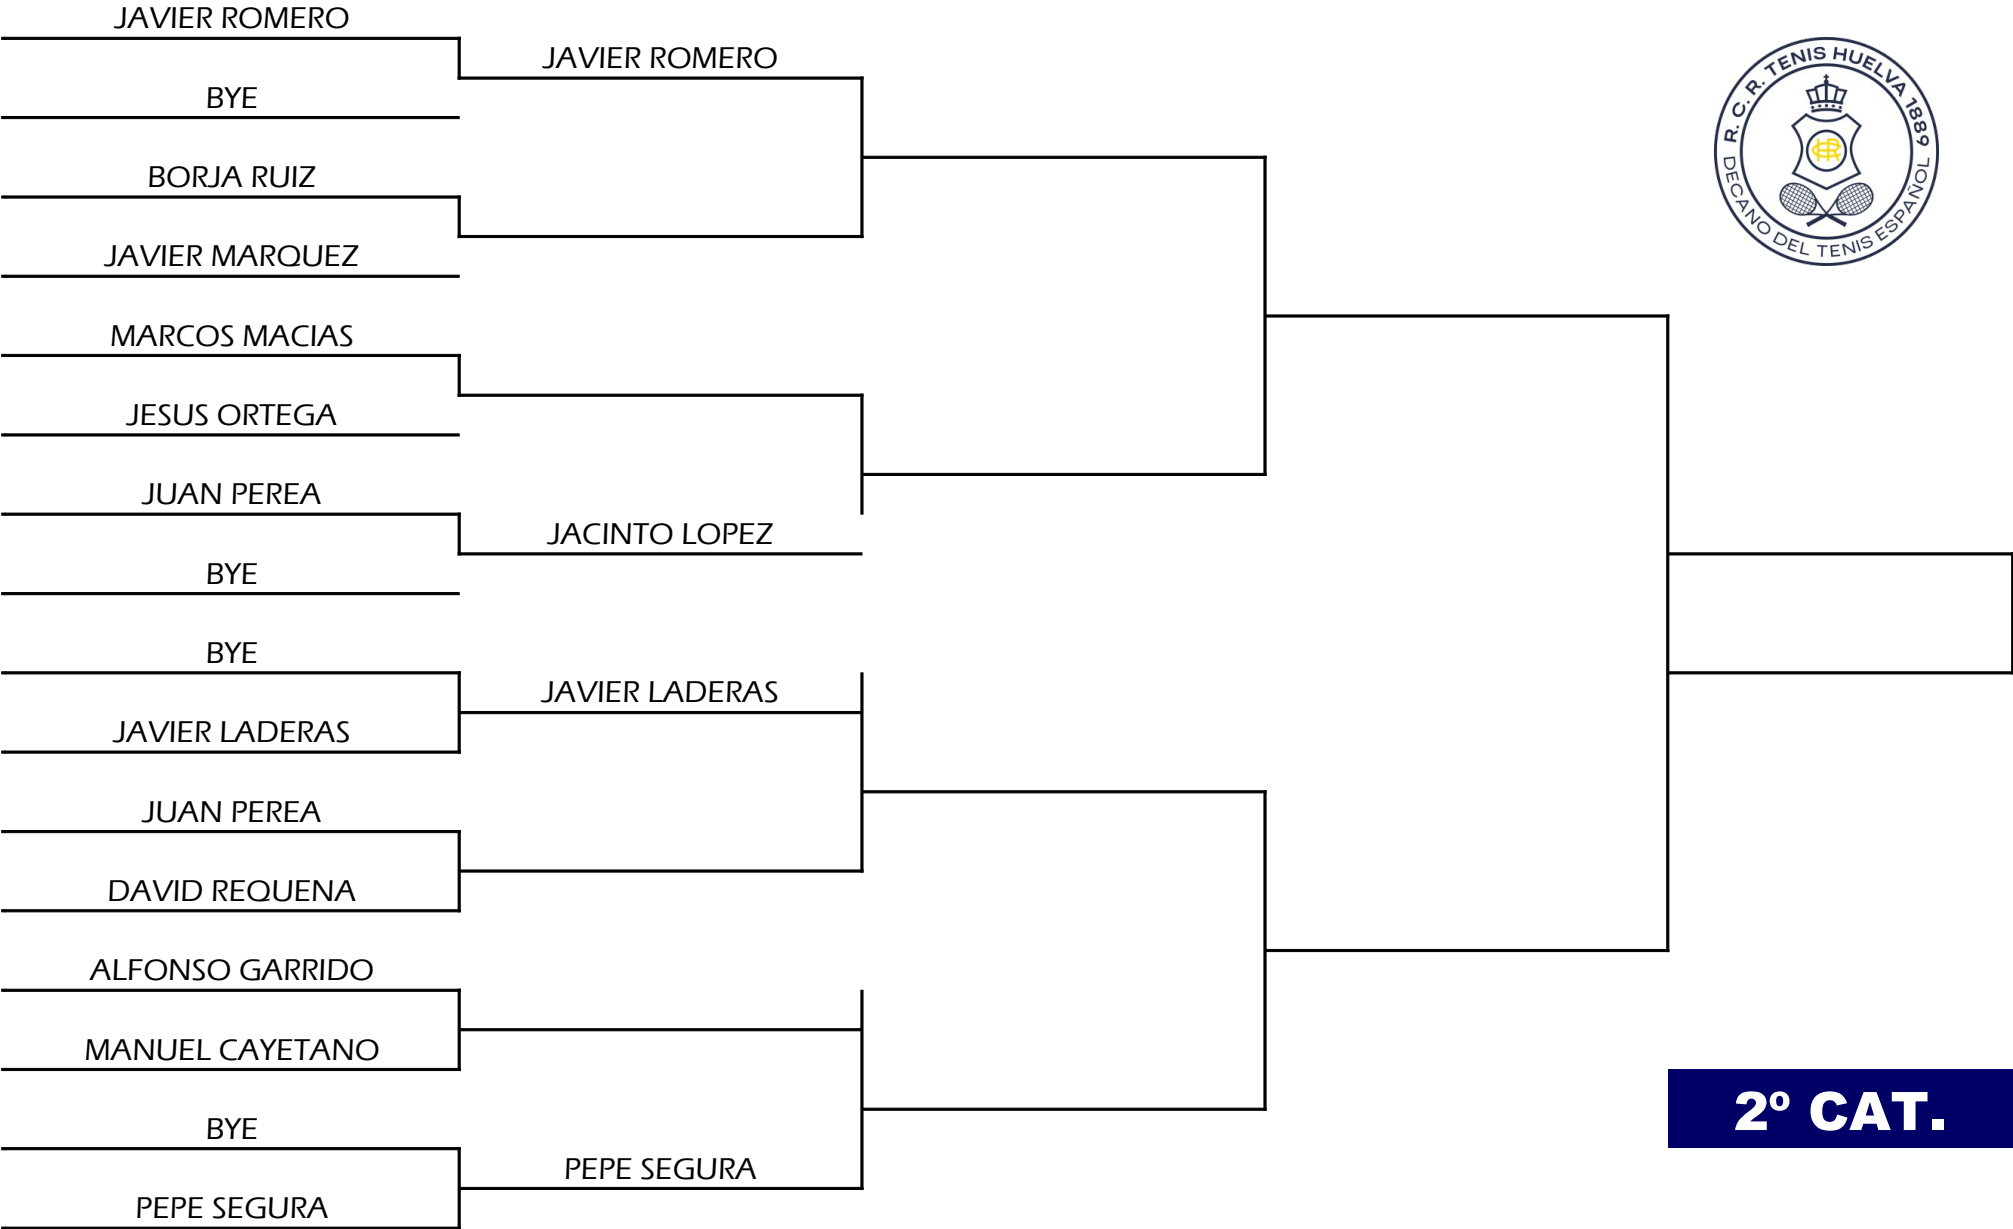 JAVIER ROMERO
BYE
BORJA RUIZ
JAVIER MARQUEZ
MARCOS MACIAS
JESUS ORTEGA
JUAN PEREA
BYE
BYE
JAVIER LADERAS
JUAN PEREA
DAVID REQUENA
ALFONSO GARRIDO
MANUEL CAYETANO
BYE
PEPE SEGURA
JAVIER ROMERO
JACINTO LOPEZ
JAVIER LADERAS
PEPE SEGURA
R. C. R. TENIS HUELVA 1889
DECANO DEL TENIS ESPAÑOL
2º CAT.